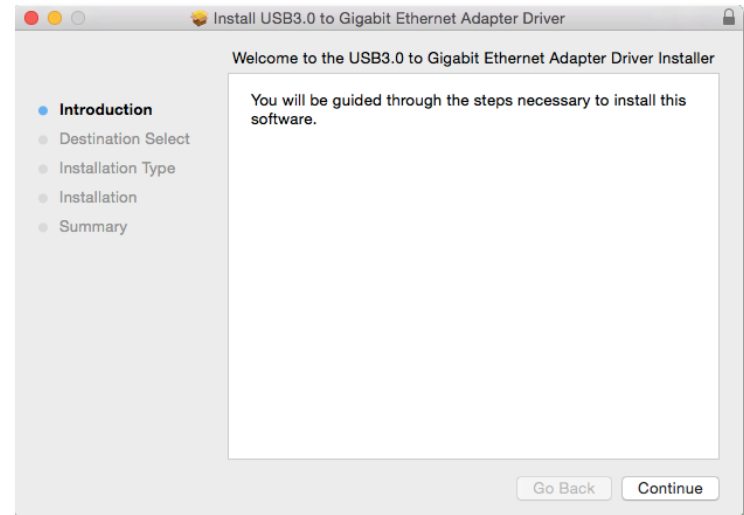 Install USB3.0 to Gigabit Ethernet Adapter Driver
Welcome to the USB3.0 to Gigabit Ethernet Adapter Driver Installer
Introduction
Destination Select
Installation Type
Installation
Summary
You will be guided through the steps necessary to install this
software.
Go Back
Continue